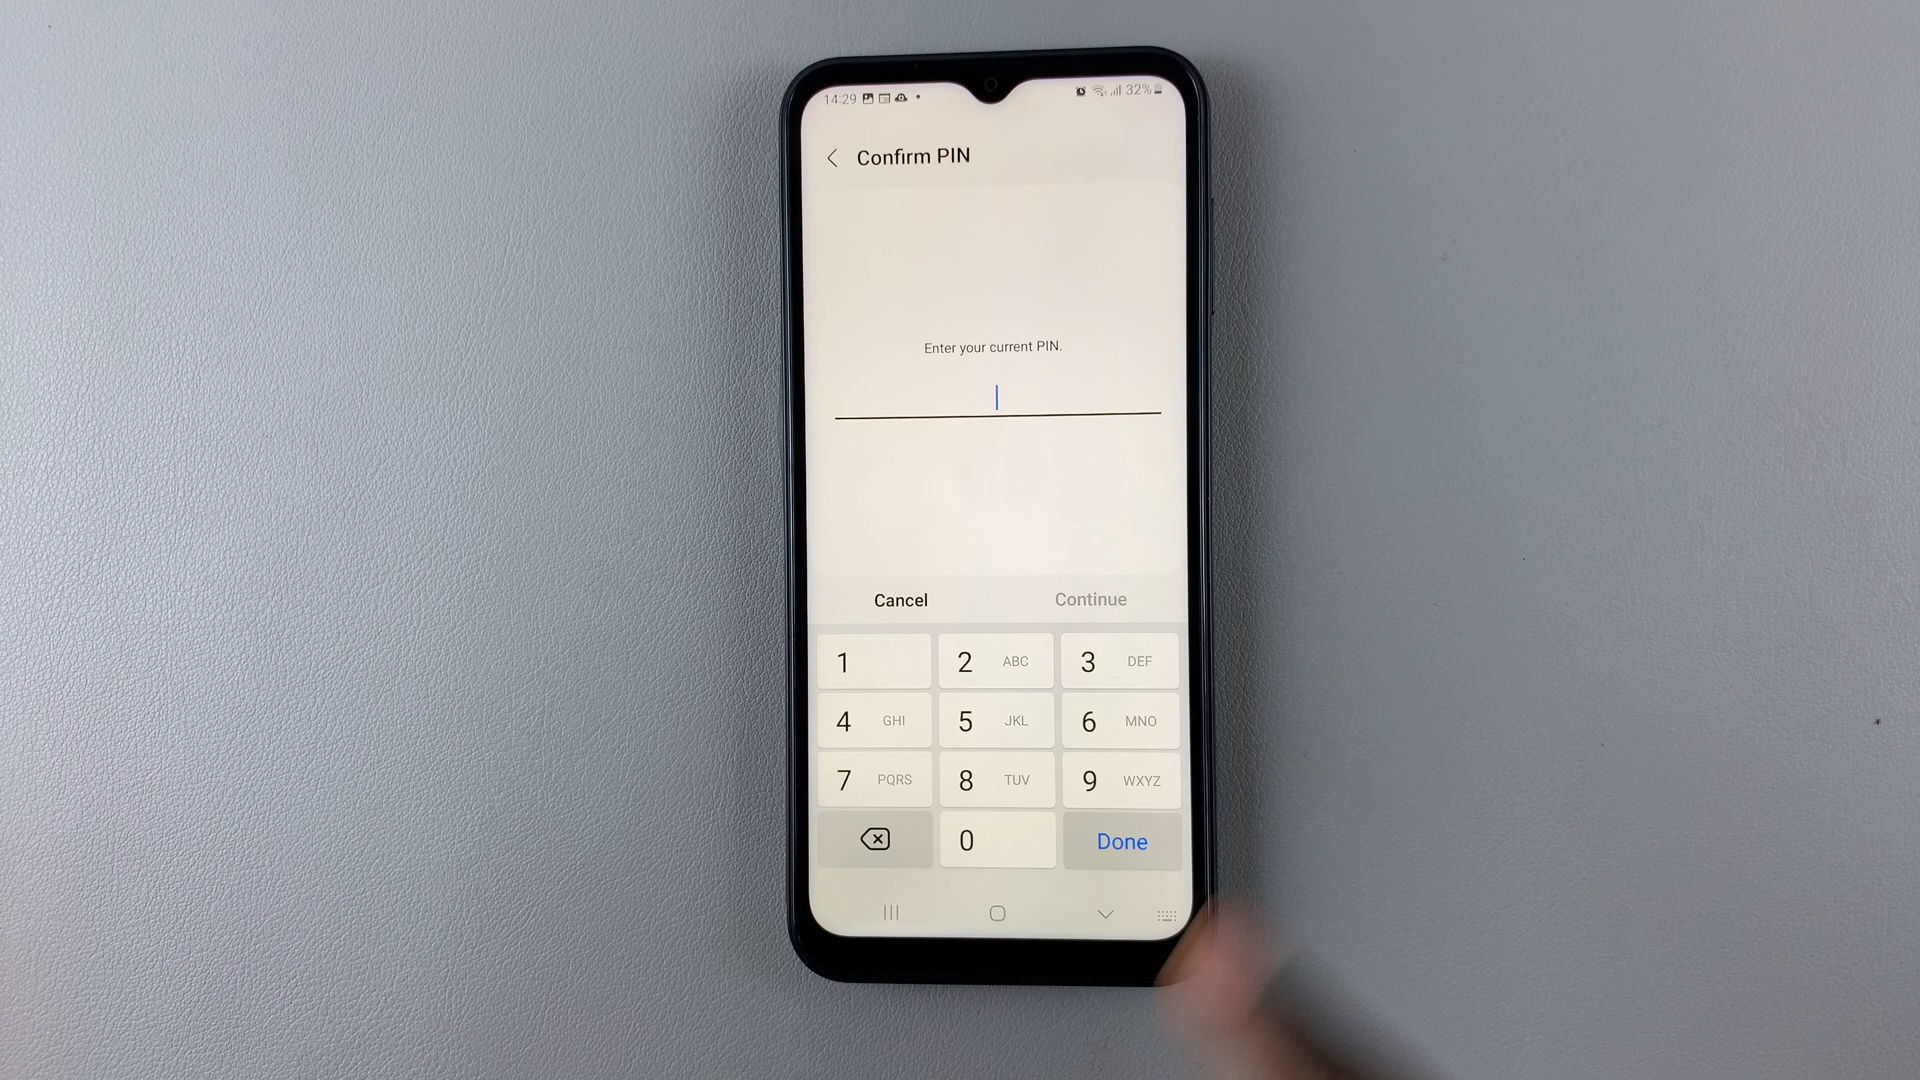 14:29 32%
Confirm PIN
Enter your current PIN.
Cancel Continue
1 2 ABC 3 DEF
4 GHI 5 JKL 6 MNO
7 PQRS 8 TUV 9 WXYZ
0 Done